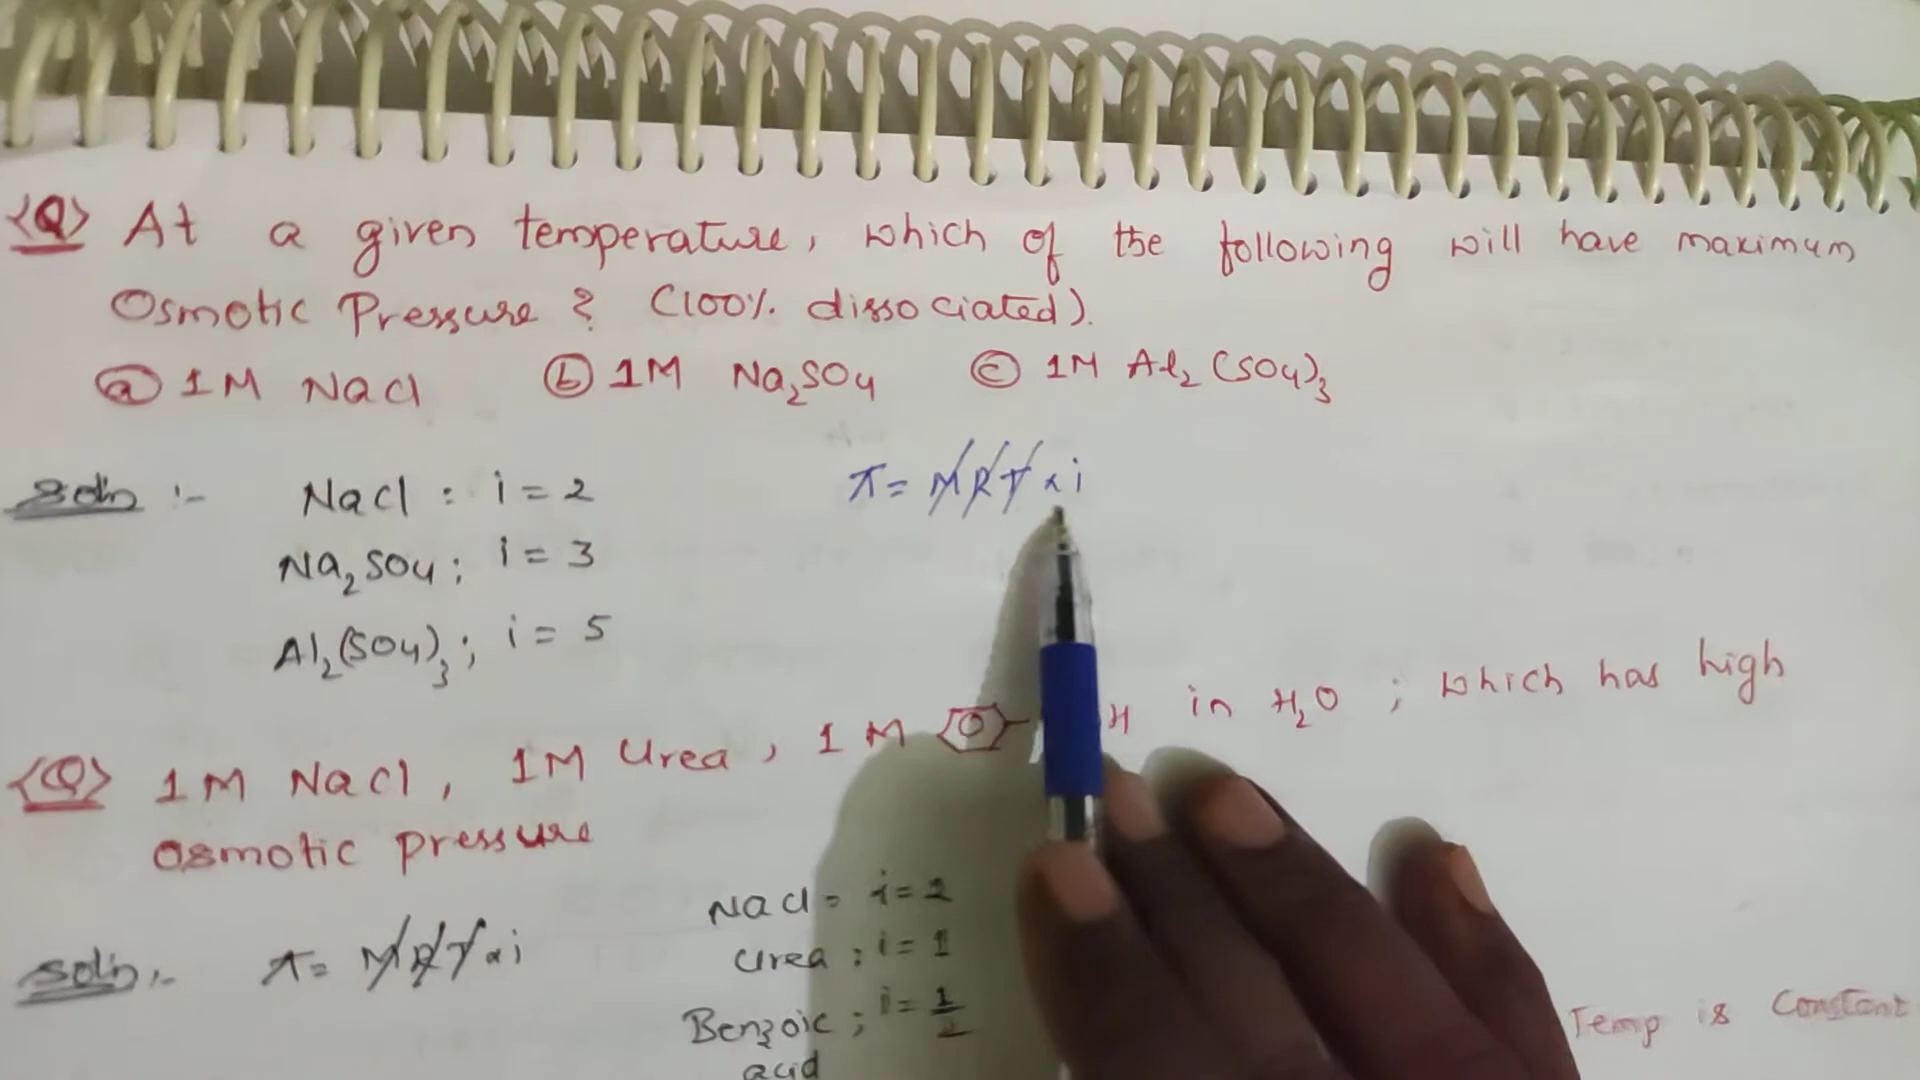 <Q> At a given temperature, which of the following will have maximum
Osmotic Pressure ? (100% dissociated).
ⓐ 1M NaCl ⓑ 1M Na₂SO₄ ⓒ 1M Al₂(SO₄)₃
Soln :- NaCl : i = 2 π = MRT x i
Na₂SO₄ ; i = 3
Al₂(SO₄)₃ ; i = 5
<Q> 1M NaCl, 1M Urea, 1M H in H₂O ; which has high
osmotic pressure
Soln :- π = MRT x i NaCl = i = 2
Urea ; i = 1
Benzoic ; i = 1/2
acid
Temp is Constant